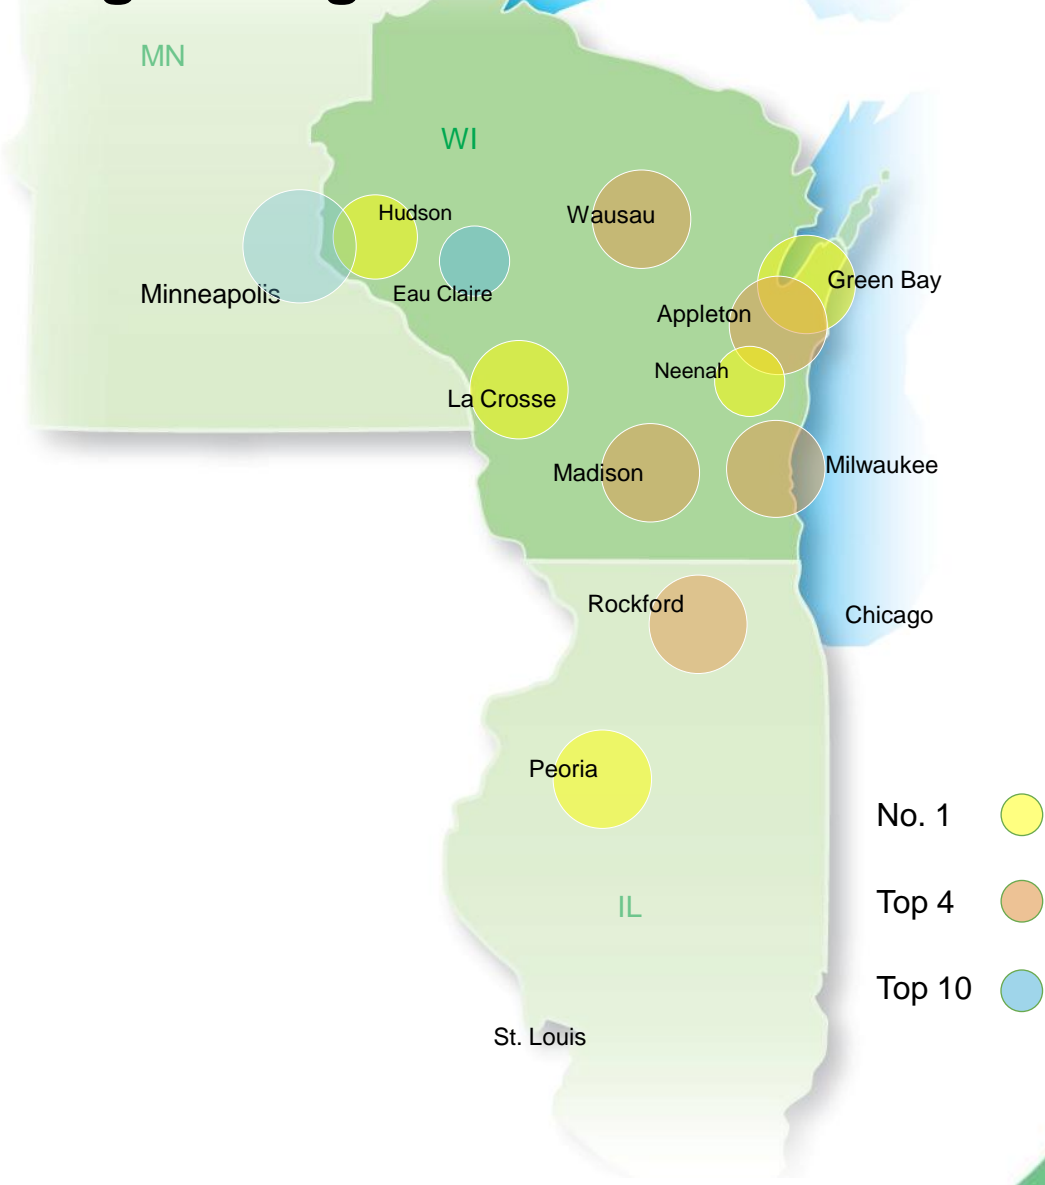 MN
WI
Hudson
Wausau
Green Bay
Minneapolis
Eau Claire
Appleton
Neenah
La Crosse
Madison
Milwaukee
Rockford
Chicago
Peoria
No. 1
Top 4
IL
Top 10
St. Louis